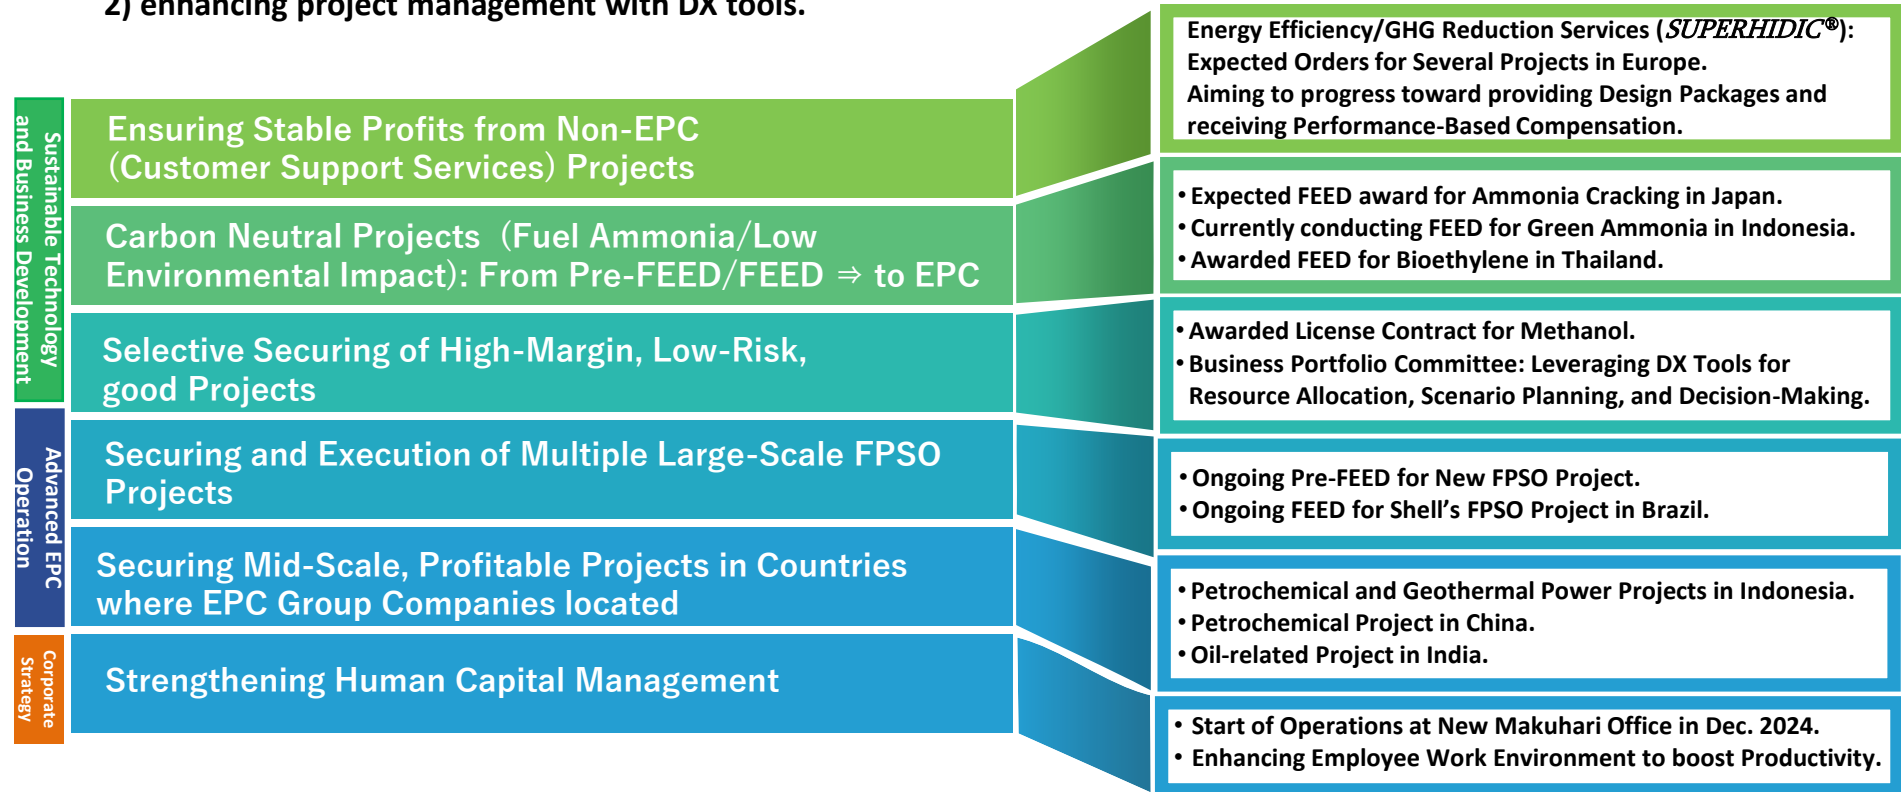 2) enhancing project management with DX tools.
Sustainable Technology
and Business Development
Ensuring Stable Profits from Non-EPC
(Customer Support Services) Projects
Energy Efficiency/GHG Reduction Services (SUPERHIDIC®):
Expected Orders for Several Projects in Europe.
Aiming to progress toward providing Design Packages and
receiving Performance-Based Compensation.
Carbon Neutral Projects (Fuel Ammonia/Low
Environmental Impact): From Pre-FEED/FEED ⇒ to EPC
• Expected FEED award for Ammonia Cracking in Japan.
• Currently conducting FEED for Green Ammonia in Indonesia.
• Awarded FEED for Bioethylene in Thailand.
Selective Securing of High-Margin, Low-Risk,
good Projects
• Awarded License Contract for Methanol.
• Business Portfolio Committee: Leveraging DX Tools for
Resource Allocation, Scenario Planning, and Decision-Making.
Advanced EPC
Operation
Securing and Execution of Multiple Large-Scale FPSO
Projects
• Ongoing Pre-FEED for New FPSO Project.
• Ongoing FEED for Shell’s FPSO Project in Brazil.
Securing Mid-Scale, Profitable Projects in Countries
where EPC Group Companies located
• Petrochemical and Geothermal Power Projects in Indonesia.
• Petrochemical Project in China.
• Oil-related Project in India.
Corporate
Strategy
Strengthening Human Capital Management
• Start of Operations at New Makuhari Office in Dec. 2024.
• Enhancing Employee Work Environment to boost Productivity.